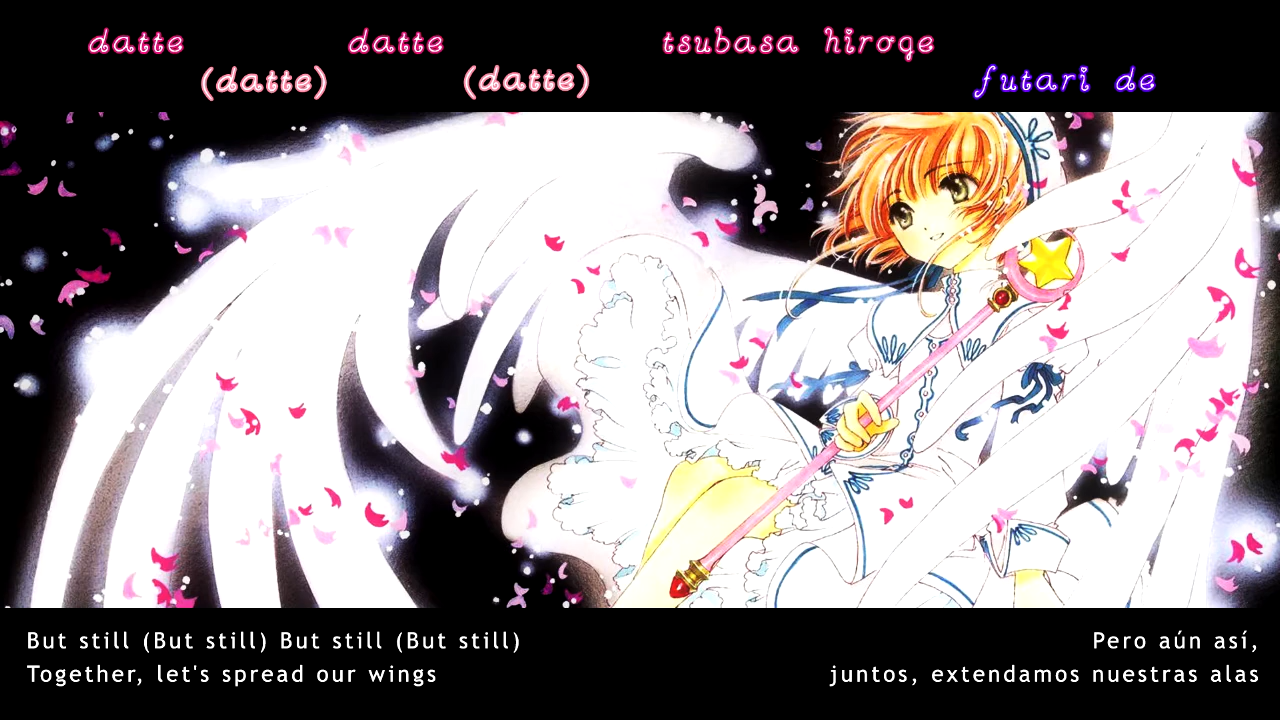 datte datte tsubasa hiroge
(datte) (datte) futari de
But still (But still) But still (But still)
Together, let's spread our wings
Pero aún así,
juntos, extendamos nuestras alas